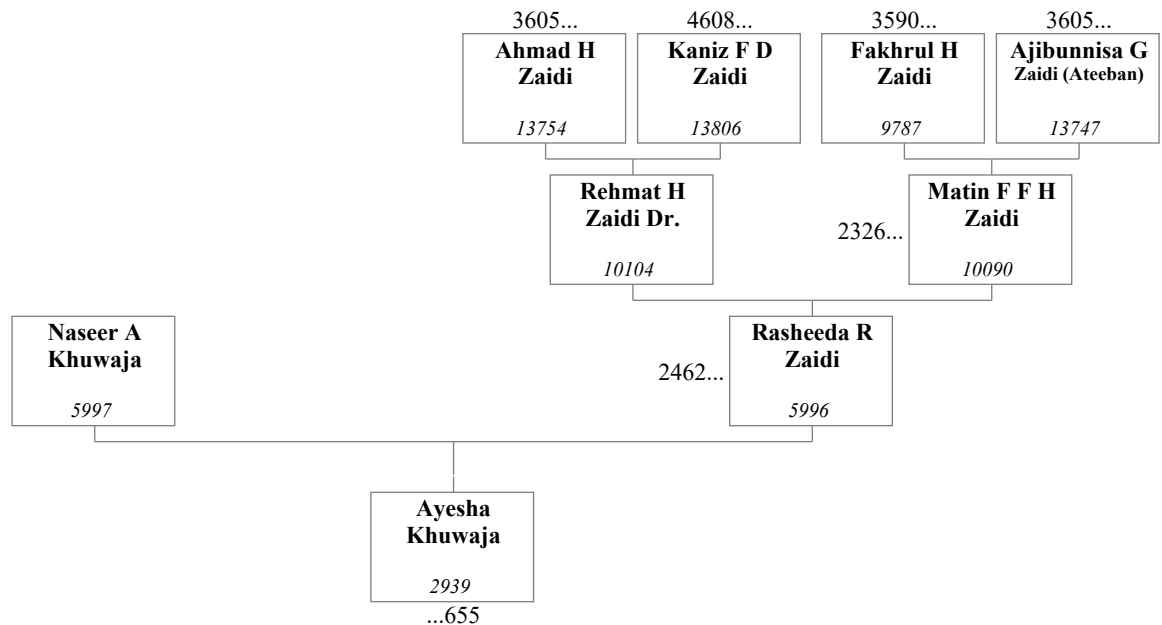 3605...
4608...
3590...
3605...
Ahmad H
Zaidi
13754
Kaniz F D
Zaidi
13806
Fakhrul H
Zaidi
9787
Ajibunnisa G
Zaidi (Ateeban)
13747
Rehmat H
Zaidi Dr.
10104
2326...
Matin F F H
Zaidi
10090
Naseer A
Khuwaja
5997
2462...
Rasheeda R
Zaidi
5996
Ayesha
Khuwaja
2939
...655